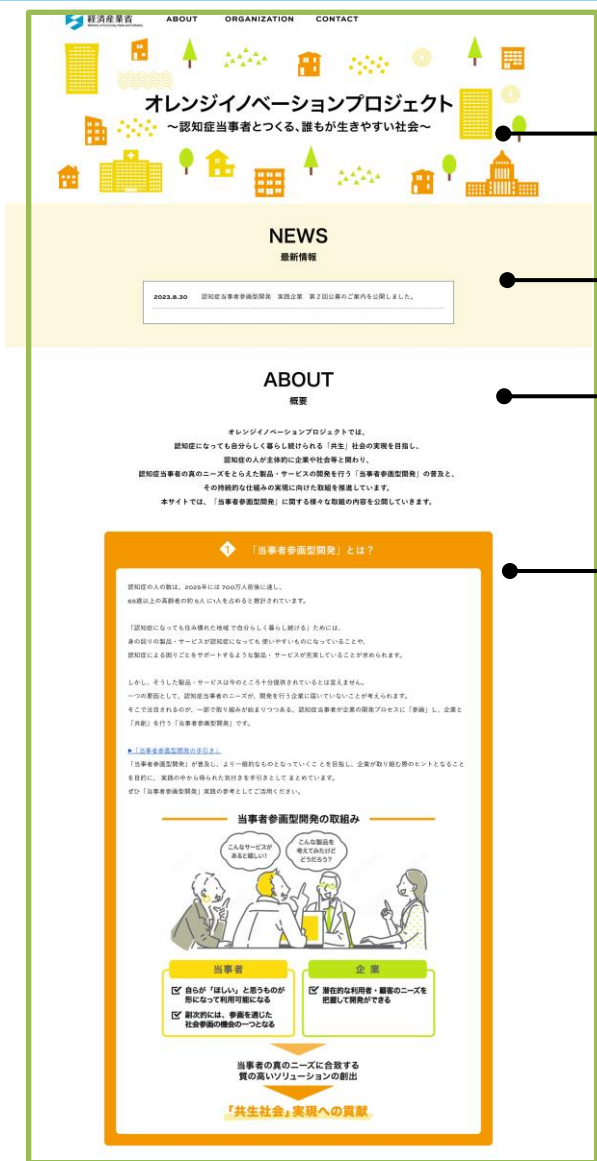 経済産業省
ABOUT
ORGANIZATION
CONTACT
オレンジイノベーションプロジェクト
～認知症当事者とつくる、誰もが生きやすい社会～
NEWS
最新情報
2023.8.30 認知症当事者参画型開発 実践企業 第2回公募のご案内を公開しました。
ABOUT
概要
オレンジイノベーションプロジェクトでは、
認知症になっても自分らしく暮らし続けられる「共生」社会の実現を目指し、
認知症の人が主体的に企業や社会等と関わり、
認知症当事者の真のニーズをとらえた製品・サービスの開発を行う「当事者参画型開発」の普及と、
その持続的な仕組みの実現に向けた取組を推進しています。
本サイトでは、「当事者参画型開発」に関する様々な取組の内容を公開していきます。
1 「当事者参画型開発」とは？
認知症の人の数は、2025年には 700万人前後に達し、
65歳以上の高齢者の約 5人 に1人を占めると推計されています。
「認知症になっても住み慣れた地域 で自分らしく暮らし続ける」ためには、
身の回りの製品・サービスが認知症になっても 使いやすいものになっていることや、
認知症による困りごとをサポートするような製品・ サービスが充実していることが求められます。
しかし、そうした製品・サービスは今のところ十分提供されているとは言えません。
一つの要因として、認知症当事者のニーズが、開発を行う企業に届いていないことが考えられます。
そこで注目されるのが、一部で取り組みが始まりつつある、認知症当事者が企業の開発プロセスに「参画」し、企業と
「共創」を行う「当事者参画型開発」です。
▶「当事者参画型開発の手引き」
「当事者参画型開発」が普及し、より一般的なものとなっていくこ とを目指し、企業が取り組む際のヒントとなること
を目的に、 実践の中から得られた気付きを手引きとして まとめています。
ぜひ「当事者参画型開発」実践の参考としてご活用ください。
当事者参画型開発の取組み
こんなサービスが
あると嬉しい！
こんな製品を
考えてみたけど
どうだろう？
当事者
自らが「ほしい」と思うものが
形になって利用可能になる
副次的には、参画を通じた
社会参画の機会の一つとなる
企業
潜在的な利用者・顧客のニーズを
把握して開発ができる
当事者の真のニーズに合致する
質の高いソリューションの創出
「共生社会」実現への貢献